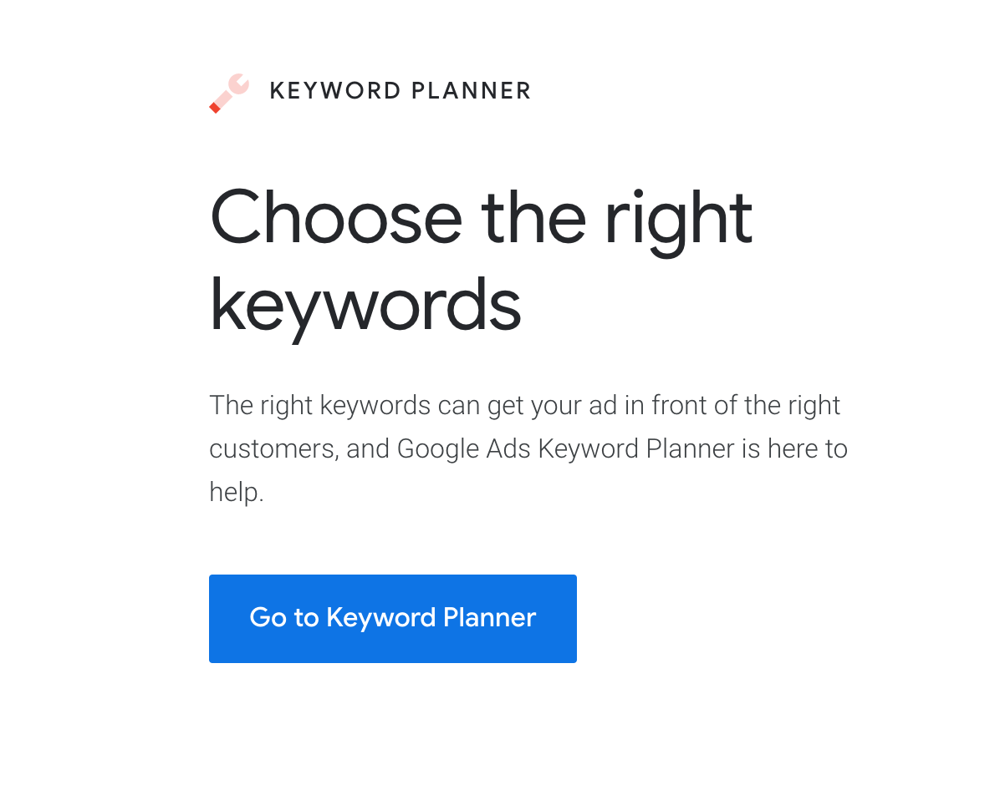 KEYWORD PLANNER
Choose the right
keywords
The right keywords can get your ad in front of the right
customers, and Google Ads Keyword Planner is here to
help.
Go to Keyword Planner